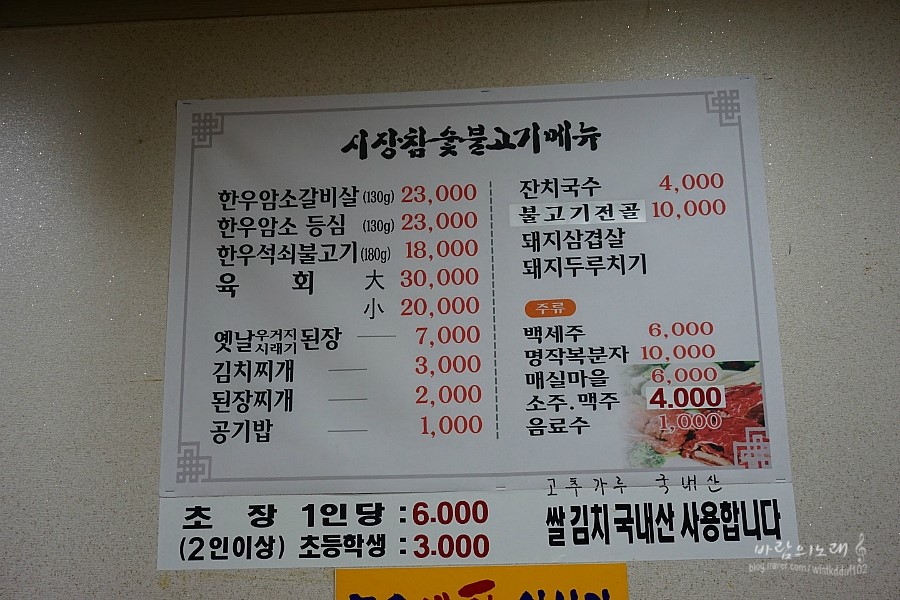 시장참숯불고기메뉴
한우암소갈비살(130g) 23,000
한우암소 등심 (130g) 23,000
한우석쇠불고기(180g) 18,000
육 회 大 30,000
小 20,000
옛날우거지시래기된장 7,000
김치찌개 3,000
된장찌개 2,000
공기밥 1,000
잔치국수 4,000
불고기전골 10,000
돼지삼겹살
돼지두루치기
주류
백세주 6,000
명작복분자 10,000
매실마을 6,000
소주.맥주 4.000
음료수 1,000
고추가루 국내산
초 장 1인당 :6.000
(2인이상) 초등학생 :3.000
쌀김치국내산 사용합니다
바람의노래